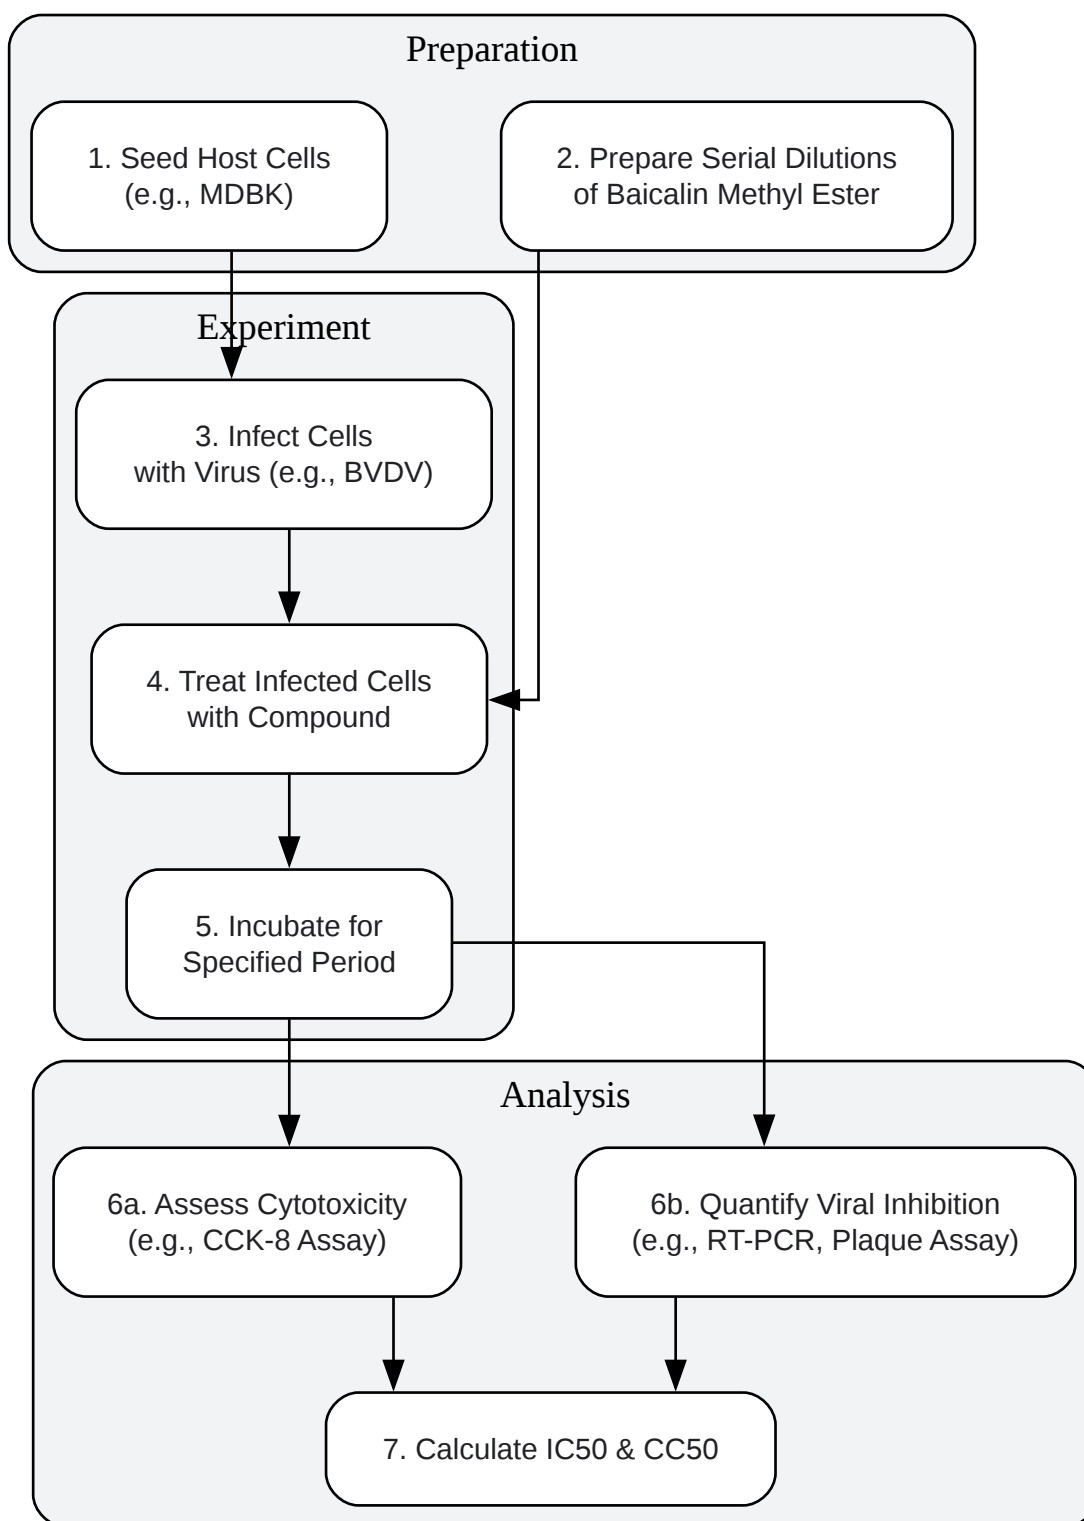 Preparation
1. Seed Host Cells
(e.g., MDBK)
2. Prepare Serial Dilutions
of Baicalin Methyl Ester
Experiment
3. Infect Cells
with Virus (e.g., BVDV)
4. Treat Infected Cells
with Compound
5. Incubate for
Specified Period
Analysis
6a. Assess Cytotoxicity
(e.g., CCK-8 Assay)
6b. Quantify Viral Inhibition
(e.g., RT-PCR, Plaque Assay)
7. Calculate IC50 & CC50